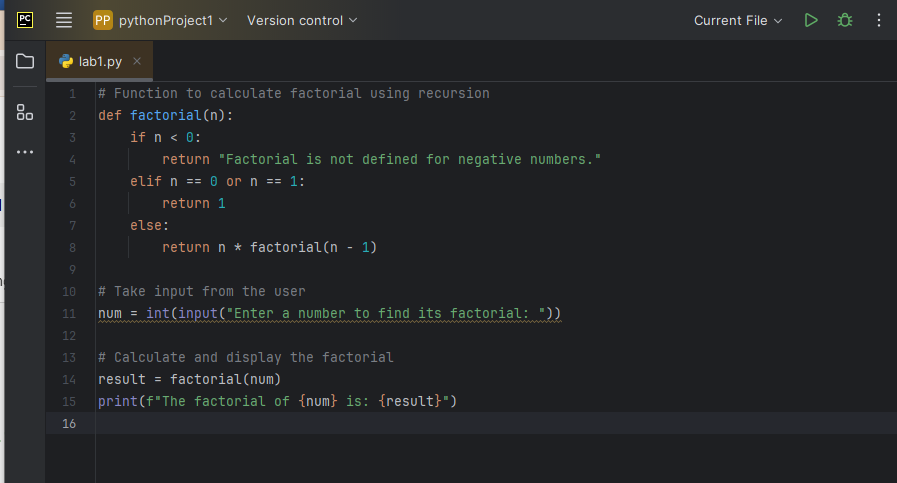 PC
PP pythonProject1 Version control Current File
lab1.py
1 # Function to calculate factorial using recursion
2 def factorial(n):
3     if n < 0:
4         return "Factorial is not defined for negative numbers."
5     elif n == 0 or n == 1:
6         return 1
7     else:
8         return n * factorial(n - 1)
9
10 # Take input from the user
11 num = int(input("Enter a number to find its factorial: "))
12
13 # Calculate and display the factorial
14 result = factorial(num)
15 print(f"The factorial of {num} is: {result}")
16